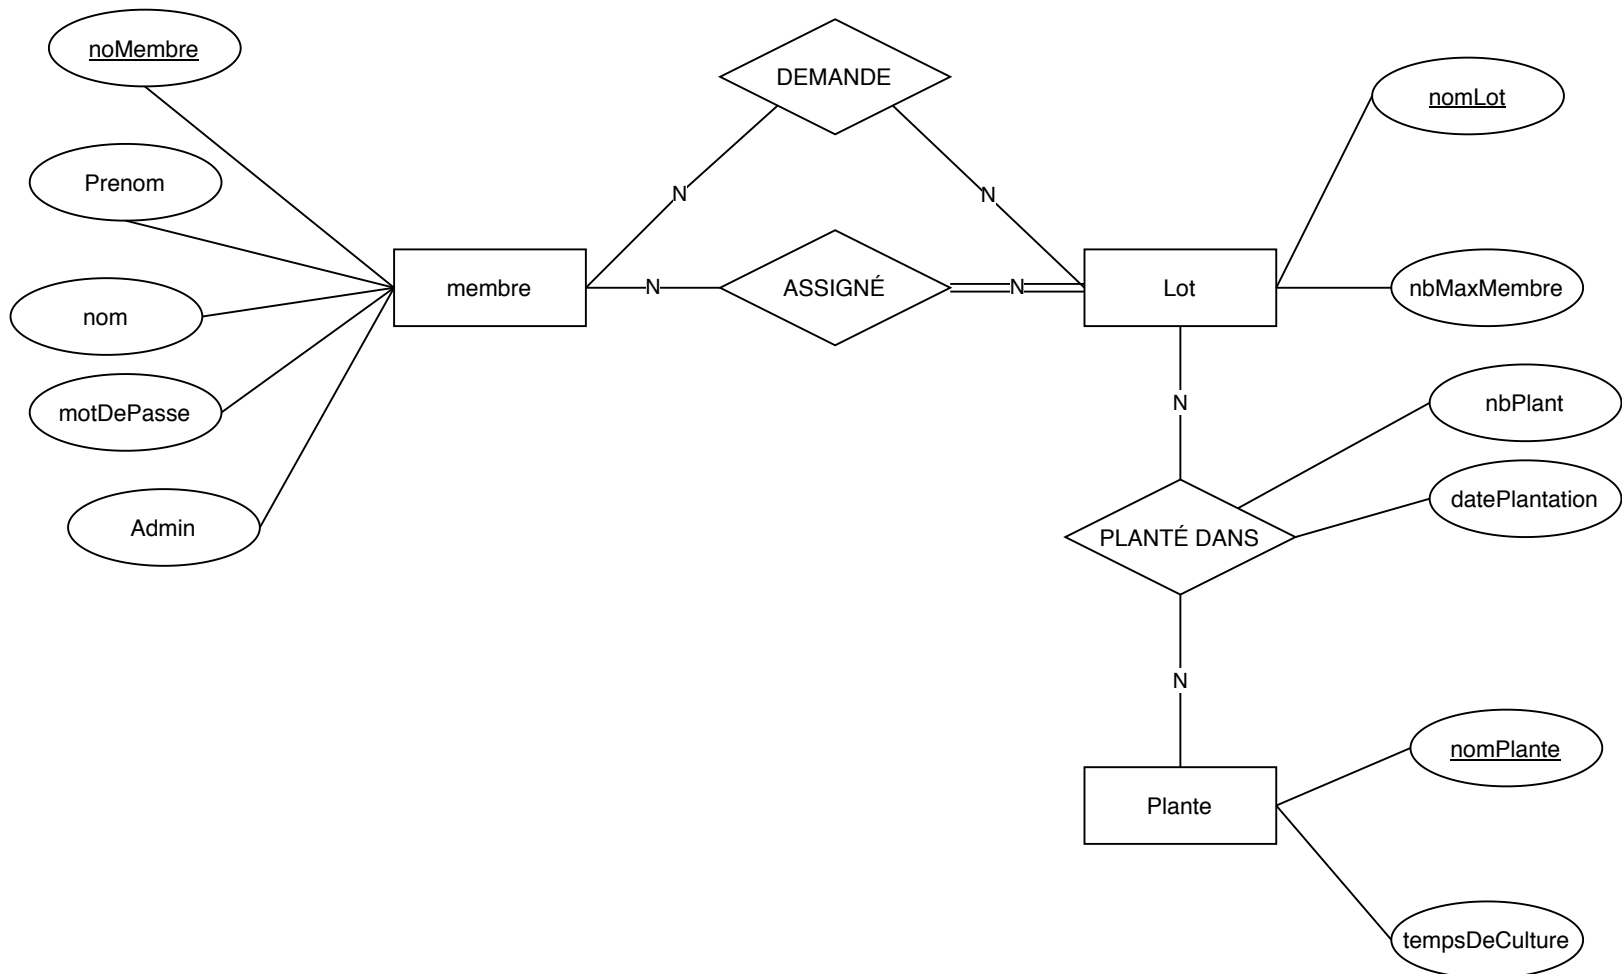 noMembre
DEMANDE
nomLot
Prenom
N
N
membre
N
ASSIGNÉ
N
Lot
nbMaxMembre
nom
motDePasse
N
nbPlant
datePlantation
Admin
PLANTÉ DANS
N
nomPlante
Plante
tempsDeCulture